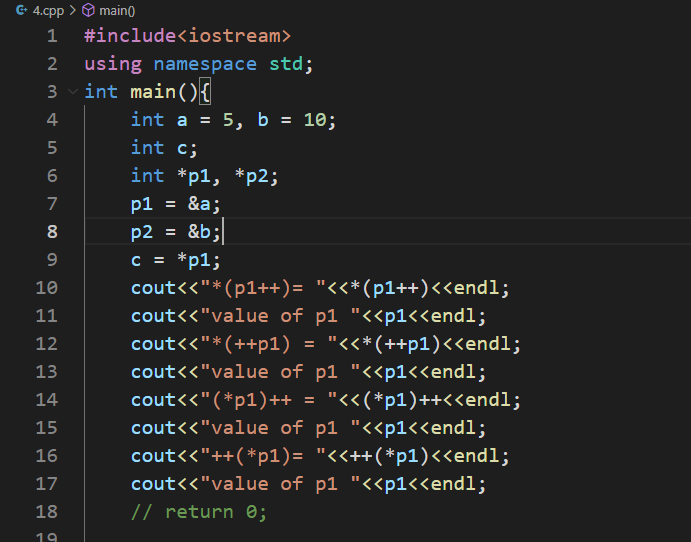 4.cpp > main()
1 #include<iostream>
2 using namespace std;
3 int main(){
4 int a = 5, b = 10;
5 int c;
6 int *p1, *p2;
7 p1 = &a;
8 p2 = &b;
9 c = *p1;
10 cout<<"*(p1++)= "<<*(p1++)<<endl;
11 cout<<"value of p1 "<<p1<<endl;
12 cout<<"*(++p1) = "<<*(++p1)<<endl;
13 cout<<"value of p1 "<<p1<<endl;
14 cout<<"(*p1)++ = "<<(*p1)++<<endl;
15 cout<<"value of p1 "<<p1<<endl;
16 cout<<"++(*p1)= "<<++(*p1)<<endl;
17 cout<<"value of p1 "<<p1<<endl;
18 // return 0;
19